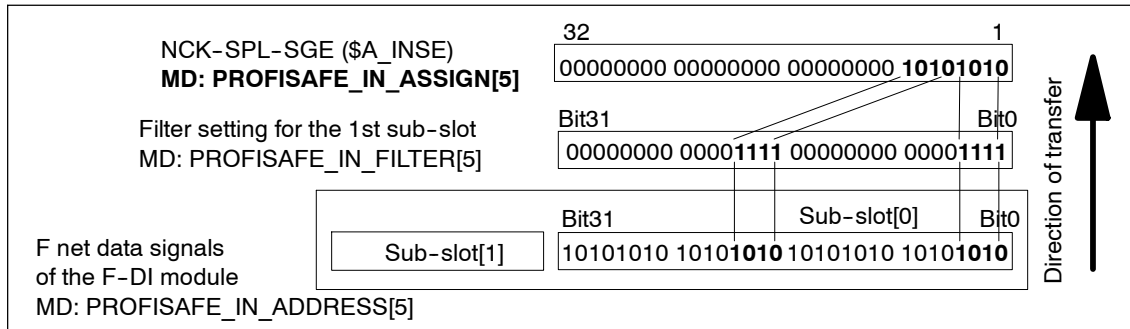 32 1
NCK-SPL-SGE ($A_INSE)
00000000 00000000 00000000 10101010
MD: PROFISAFE_IN_ASSIGN[5]
Bit31 Bit0
Filter setting for the 1st sub-slot
00000000 00001111 00000000 00001111
MD: PROFISAFE_IN_FILTER[5]
Direction of transfer
Bit31 Sub-slot[0] Bit0
F net data signals
Sub-slot[1] 10101010 10101010 10101010 10101010
of the F-DI module
MD: PROFISAFE_IN_ADDRESS[5]